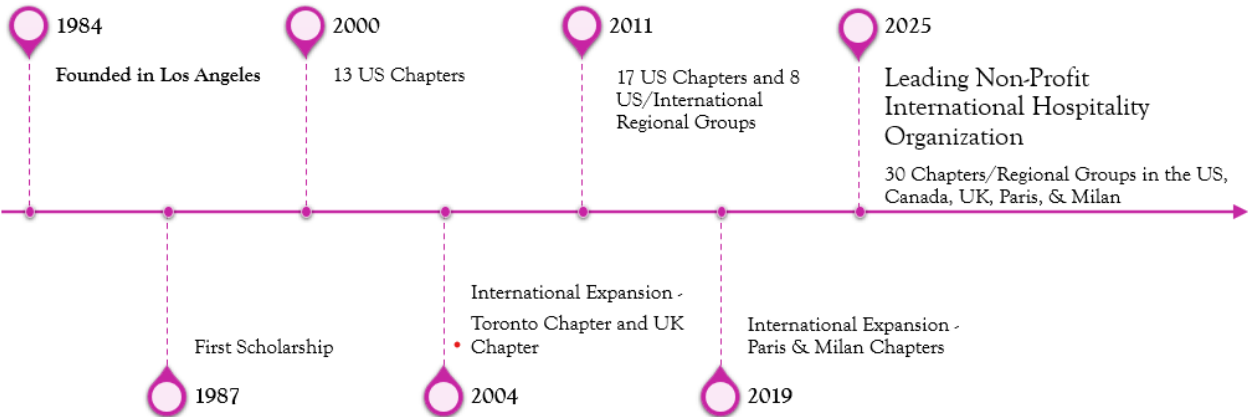 1984
Founded in Los Angeles
2000
13 US Chapters
2011
17 US Chapters and 8
US/International
Regional Groups
2025
Leading Non-Profit
International Hospitality
Organization
30 Chapters/Regional Groups in the US,
Canada, UK, Paris, & Milan
First Scholarship
1987
International Expansion -
Toronto Chapter and UK
Chapter
2004
International Expansion -
Paris & Milan Chapters
2019